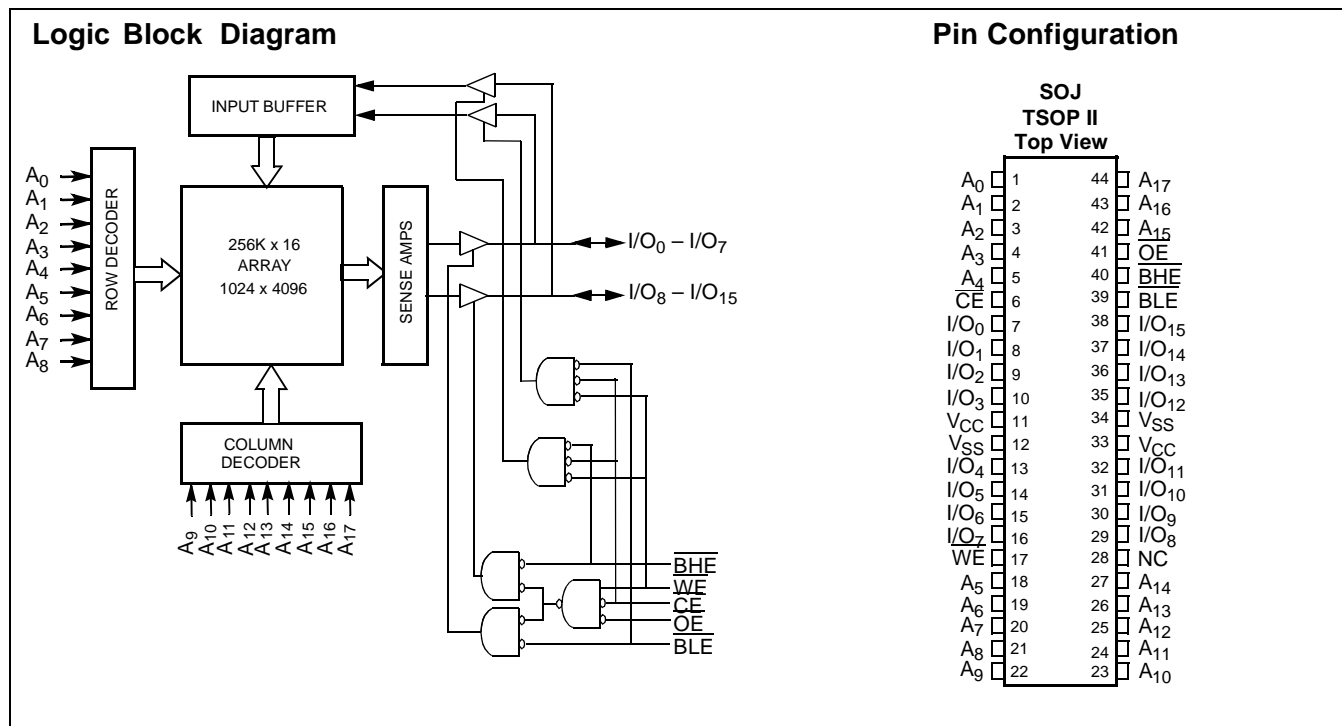 Logic Block Diagram
INPUT BUFFER
A0
A1
A2
A3
A4
A5
A6
A7
A8
ROW DECODER
256K x 16
ARRAY
1024 x 4096
SENSE AMPS
I/O0 – I/O7
I/O8 – I/O15
COLUMN
DECODER
A9
A10
A11
A12
A13
A14
A15
A16
A17
BHE
WE
CE
OE
BLE
Pin Configuration
SOJ
TSOP II
Top View
A0 1 44 A17
A1 2 43 A16
A2 3 42 A15
A3 4 41 OE
A4 5 40 BHE
CE 6 39 BLE
I/O0 7 38 I/O15
I/O1 8 37 I/O14
I/O2 9 36 I/O13
I/O3 10 35 I/O12
VCC 11 34 VSS
VSS 12 33 VCC
I/O4 13 32 I/O11
I/O5 14 31 I/O10
I/O6 15 30 I/O9
I/O7 16 29 I/O8
WE 17 28 NC
A5 18 27 A14
A6 19 26 A13
A7 20 25 A12
A8 21 24 A11
A9 22 23 A10